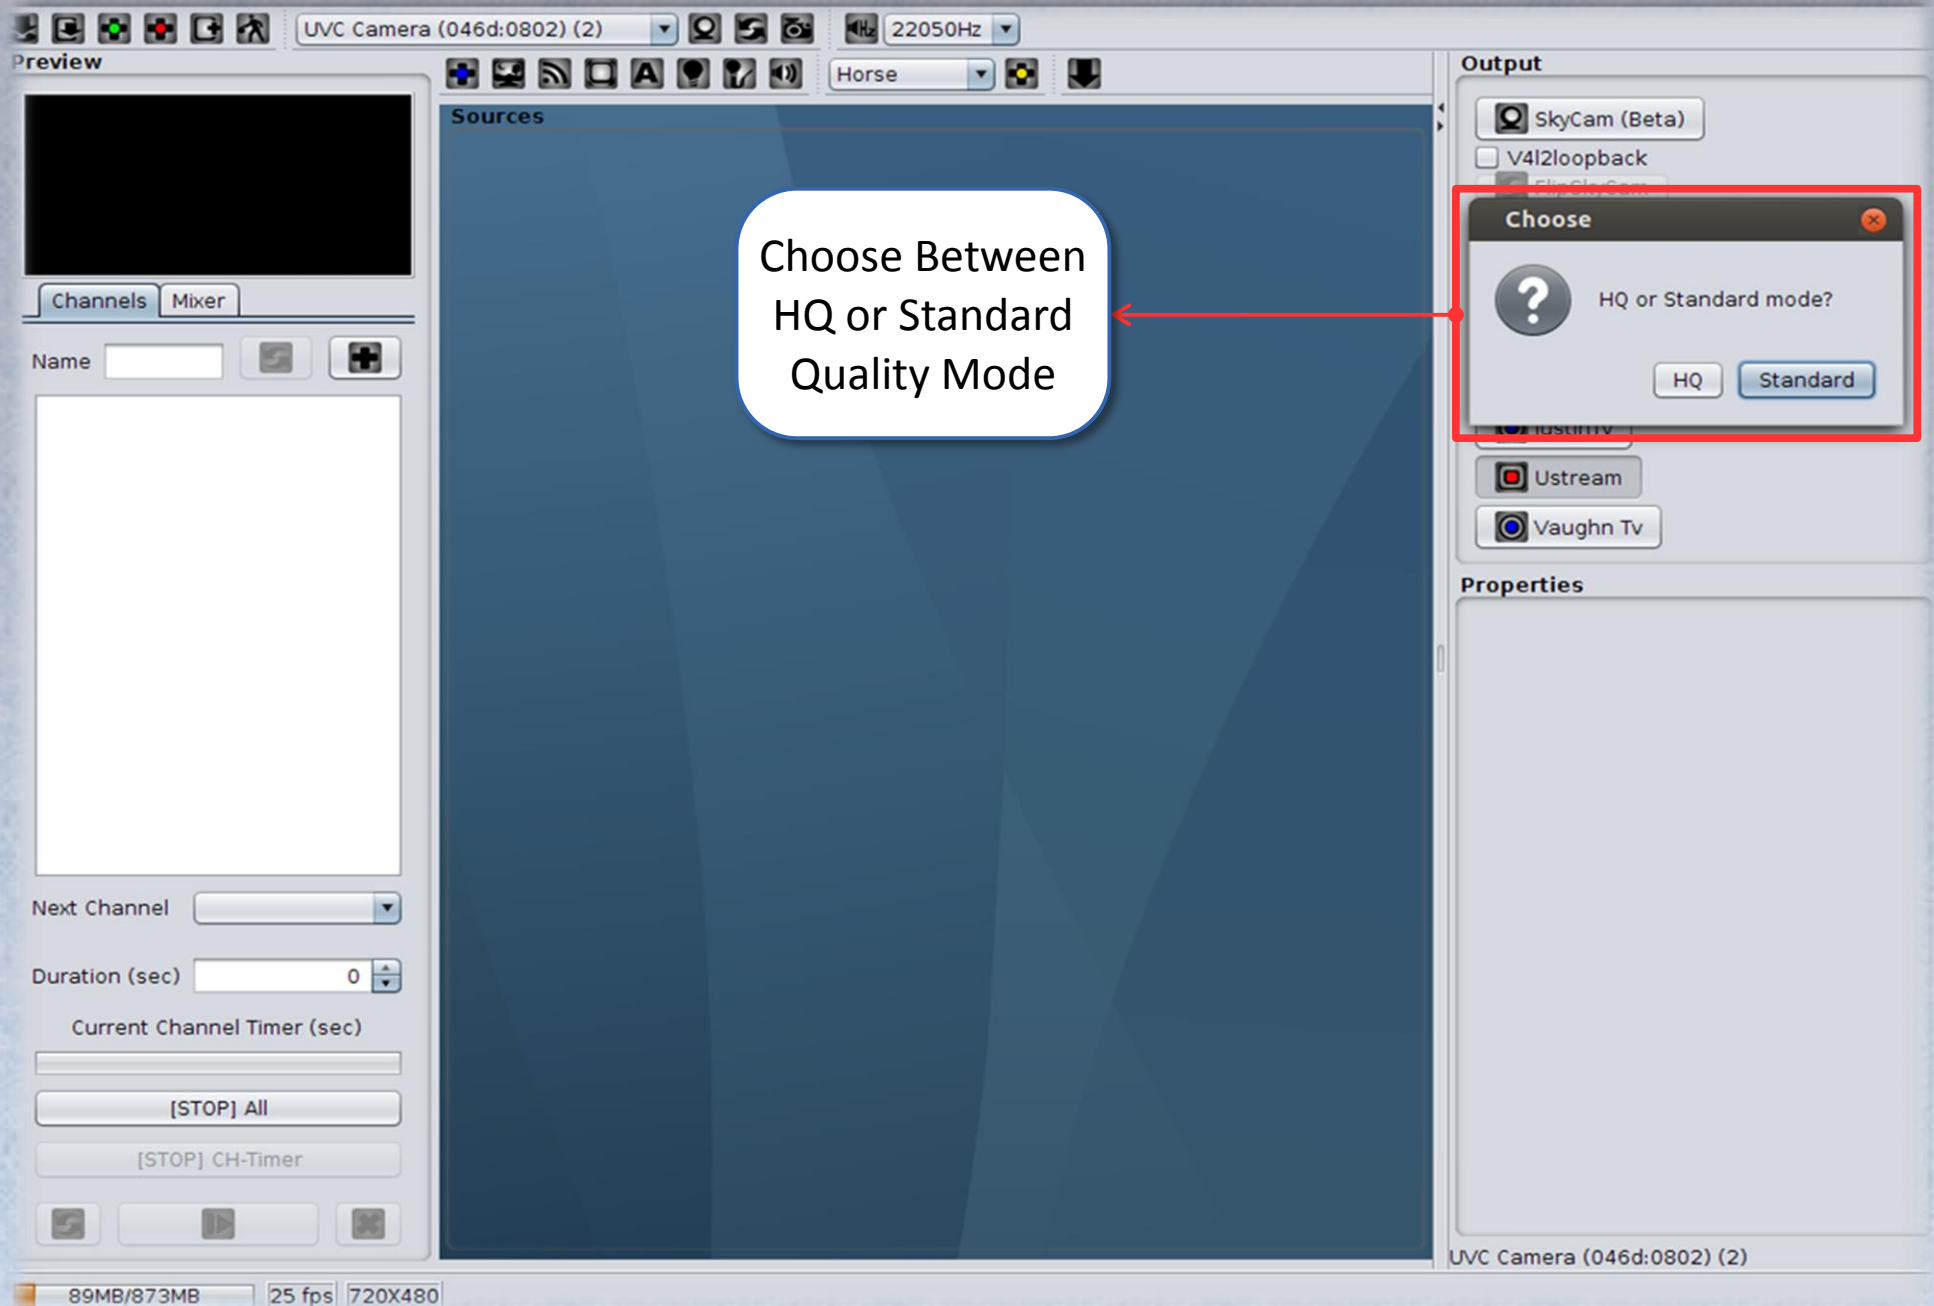 UVC Camera (046d:0802) (2)
22050Hz
Preview
Horse
Output
Sources
SkyCam (Beta)
V4l2loopback
FlipSkyCam
Choose
HQ or Standard mode?
HQ
Standard
Choose Between
HQ or Standard
Quality Mode
Channels
Mixer
Name
JustinTV
Ustream
Vaughn Tv
Properties
Next Channel
Duration (sec)
0
Current Channel Timer (sec)
[STOP] All
[STOP] CH-Timer
UVC Camera (046d:0802) (2)
89MB/873MB
25 fps
720X480